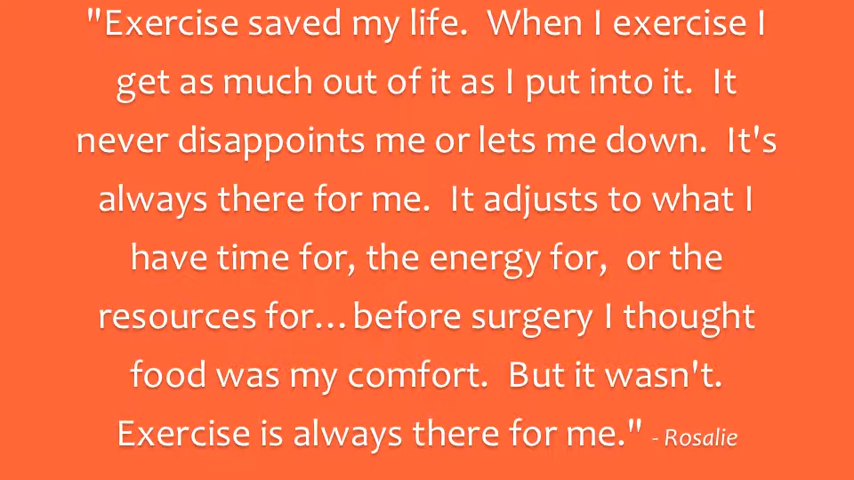 "Exercise saved my life.  When I exercise I
get as much out of it as I put into it.  It
never disappoints me or lets me down.  It's
always there for me.  It adjusts to what I
have time for, the energy for,  or the
resources for...before surgery I thought
food was my comfort.  But it wasn't.
Exercise is always there for me." - Rosalie